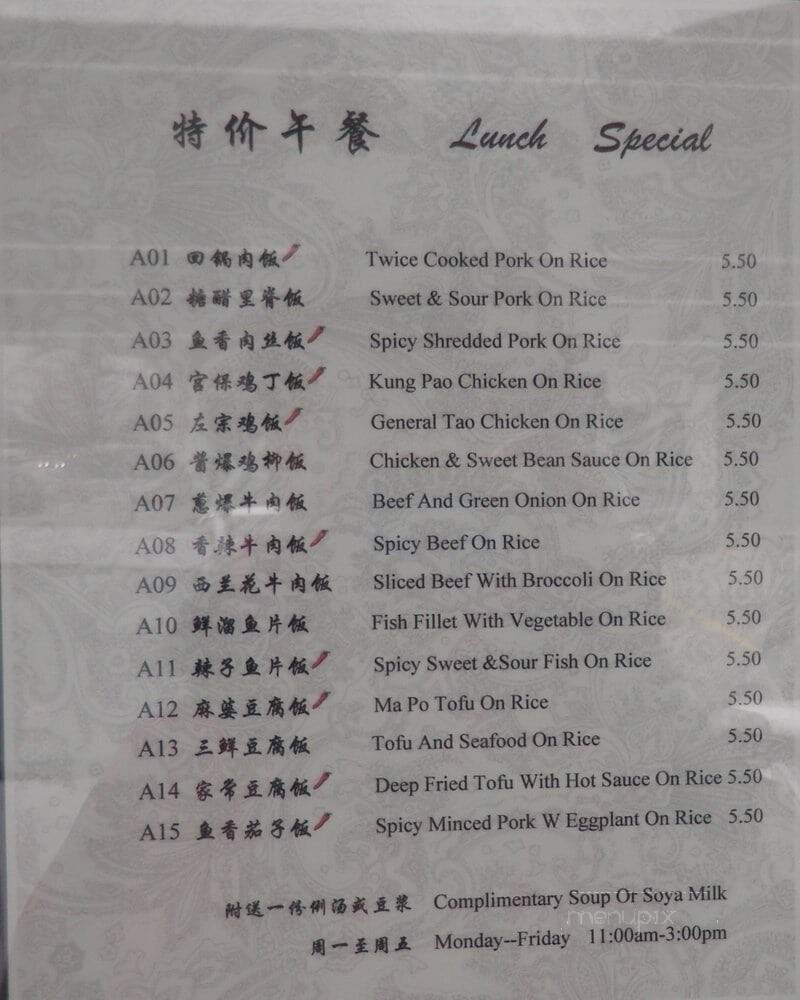 特价午餐 Lunch Special
A01 回锅肉饭 Twice Cooked Pork On Rice 5.50
A02 糖醋里脊饭 Sweet & Sour Pork On Rice 5.50
A03 鱼香肉丝饭 Spicy Shredded Pork On Rice 5.50
A04 宫保鸡丁饭 Kung Pao Chicken On Rice 5.50
A05 左宗鸡饭 General Tao Chicken On Rice 5.50
A06 酱爆鸡柳饭 Chicken & Sweet Bean Sauce On Rice 5.50
A07 葱爆牛肉饭 Beef And Green Onion On Rice 5.50
A08 香辣牛肉饭 Spicy Beef On Rice 5.50
A09 西兰花牛肉饭 Sliced Beef With Broccoli On Rice 5.50
A10 鲜溜鱼片饭 Fish Fillet With Vegetable On Rice 5.50
A11 辣子鱼片饭 Spicy Sweet &Sour Fish On Rice 5.50
A12 麻婆豆腐饭 Ma Po Tofu On Rice 5.50
A13 三鲜豆腐饭 Tofu And Seafood On Rice 5.50
A14 家常豆腐饭 Deep Fried Tofu With Hot Sauce On Rice 5.50
A15 鱼香茄子饭 Spicy Minced Pork W Eggplant On Rice 5.50
附送一份例汤或豆浆 Complimentary Soup Or Soya Milk
menupix
周一至周五 Monday--Friday 11:00am-3:00pm